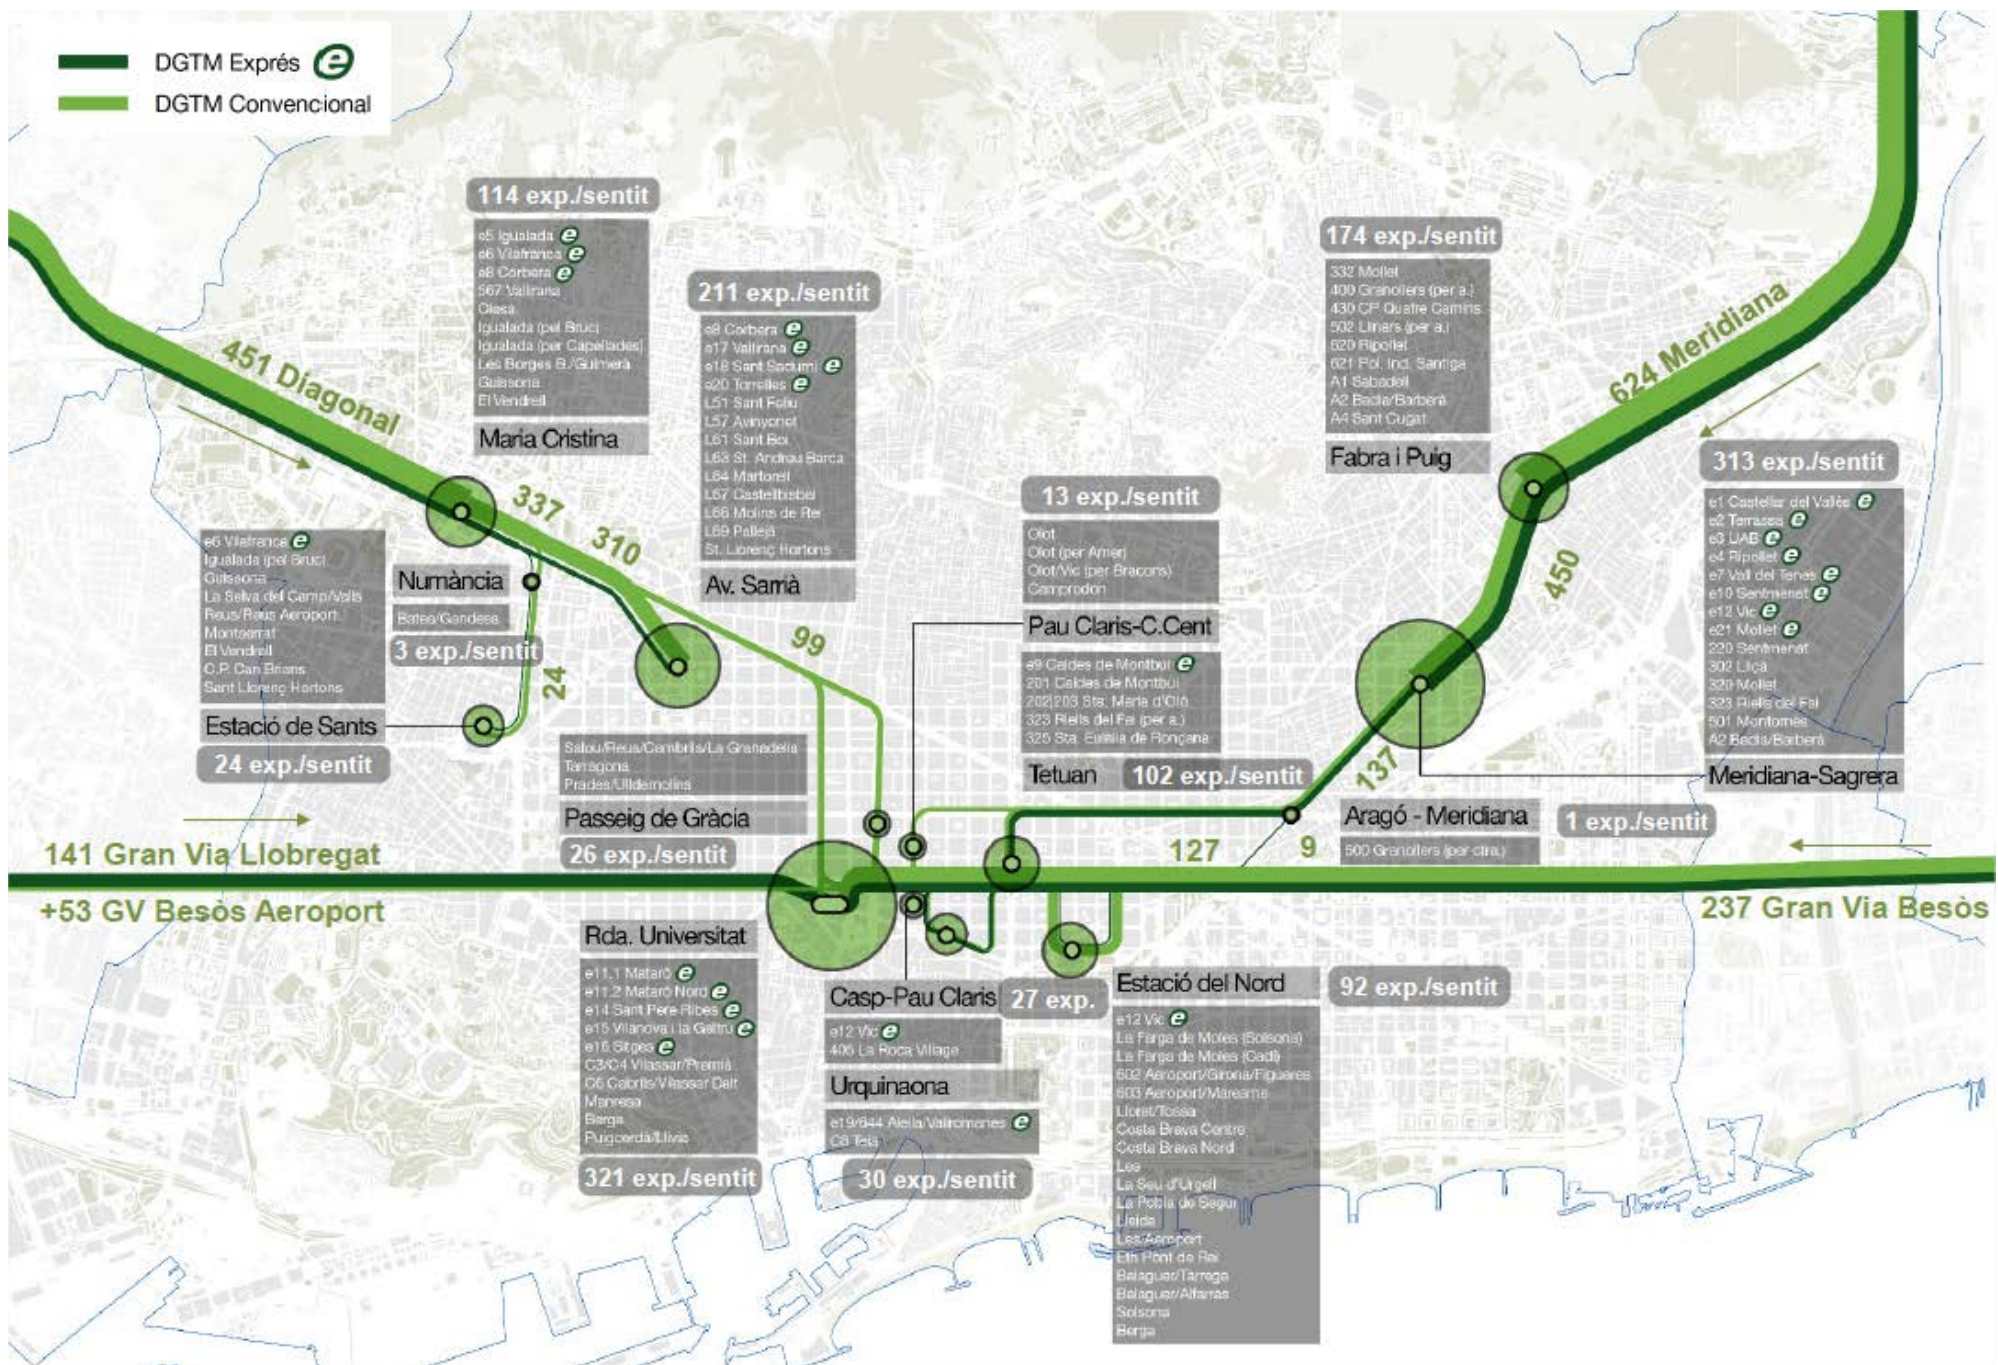 DGTM Exprés e
DGTM Convencional
114 exp./sentit
e5 Igualada e
e6 Vilafranca e
e8 Corbera e
567 Vallirana
Olesa
Igualada (pel Bruc)
Igualada (per Capellades)
Les Borges B./Guimerà
Guissona
El Vendrell
Maria Cristina
211 exp./sentit
e8 Corbera e
e17 Vallirana e
e18 Sant Sadurní e
e20 Torrelles e
L51 Sant Feliu
L57 Avinyonet
L61 Sant Boi
L63 St. Andreu Barca
L64 Martorell
L67 Castellbisbal
L68 Molins de Rei
L69 Pallejà
St. Llorenç Hortons
Av. Sarrià
174 exp./sentit
332 Mollet
400 Granollers (per a.)
430 CP Quatre Camins
502 Llinars (per a.)
620 Ripollet
621 Pol. Ind. Santiga
A1 Sabadell
A2 Badia/Barberà
A4 Sant Cugat
Fabra i Puig
624 Meridiana
451 Diagonal
337
310
99
24
450
137
127
9
313 exp./sentit
e1 Castellar del Vallès e
e2 Terrassa e
e3 UAB e
e4 Ripollet e
e7 Vall del Tenes e
e10 Sentmenat e
e12 Vic e
e21 Mollet e
220 Sentmenat
302 Lliçà
320 Mollet
323 Riells del Fai
501 Montornès
A2 Badia/Barberà
Meridiana-Sagrera
13 exp./sentit
Olot
Olot (per Amer)
Olot/Vic (per Bracons)
Camprodon
Pau Claris-C.Cent
e9 Caldes de Montbui e
201 Caldes de Montbui
202|203 Sta. Maria d'Oló
323 Riells del Fai (per a.)
325 Sta. Eulàlia de Ronçana
Tetuan
102 exp./sentit
e6 Vilafranca e
Igualada (pel Bruc)
Guissona
La Selva del Camp/Valls
Reus/Reus Aeroport
Montserrat
El Vendrell
C.P. Can Brians
Sant Llorenç Hortons
Estació de Sants
24 exp./sentit
Numància
Batea/Gandesa
3 exp./sentit
Salou/Reus/Cambrils/La Granadella
Tarragona
Prades/Ulldemolins
Passeig de Gràcia
26 exp./sentit
Aragó - Meridiana
1 exp./sentit
500 Granollers (per ctra.)
141 Gran Via Llobregat
+53 GV Besòs Aeroport
237 Gran Via Besòs
Rda. Universitat
e11.1 Mataró e
e11.2 Mataró Nord e
e14 Sant Pere Ribes e
e15 Vilanova i la Geltrú e
e16 Sitges e
C3/C4 Vilassar/Premià
C6 Cabrils/Vilassar Dalt
Manresa
Berga
Puigcerdà/Llívia
321 exp./sentit
Casp-Pau Claris
27 exp.
e12 Vic e
406 La Roca Village
Urquinaona
e19/644 Alella/Vallromanes e
C8 Teià
30 exp./sentit
Estació del Nord
92 exp./sentit
e12 Vic e
La Farga de Moles (Solsona)
La Farga de Moles (Cadí)
602 Aeroport/Girona/Figueres
603 Aeroport/Maresme
Lloret/Tossa
Costa Brava Centre
Costa Brava Nord
Les
La Seu d'Urgell
La Pobla de Segur
Lleida
Les/Aeroport
Eth Pont de Rei
Balaguer/Tàrrega
Balaguer/Alfarràs
Solsona
Berga